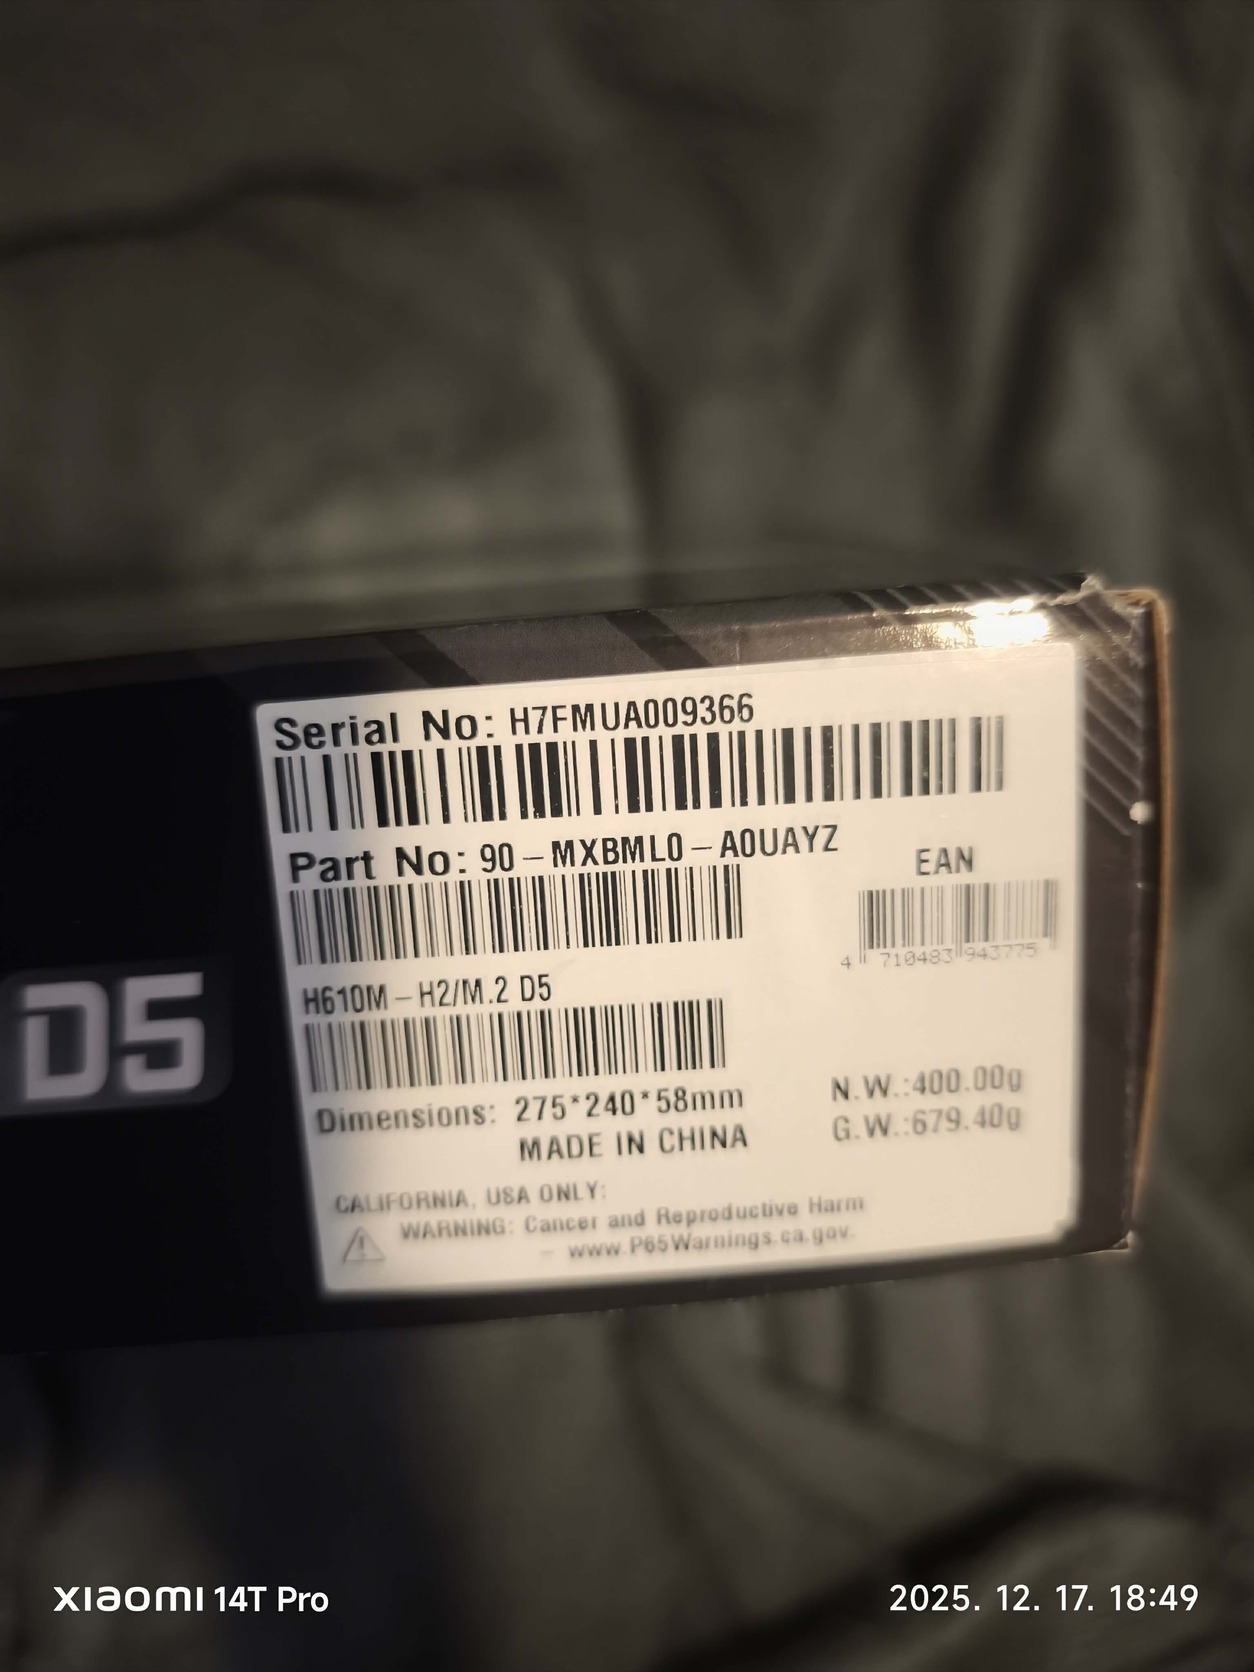 Serial No: H7FMUA009366
Part No: 90-MXBML0-A0UAYZ
EAN
4 710483 943775
H610M-H2/M.2 D5
D5
Dimensions: 275*240*58mm
MADE IN CHINA
N.W.:400.00g
G.W.:679.40g
CALIFORNIA, USA ONLY:
WARNING: Cancer and Reproductive Harm
- www.P65Warnings.ca.gov.
XIAOMI 14T Pro
2025. 12. 17. 18:49